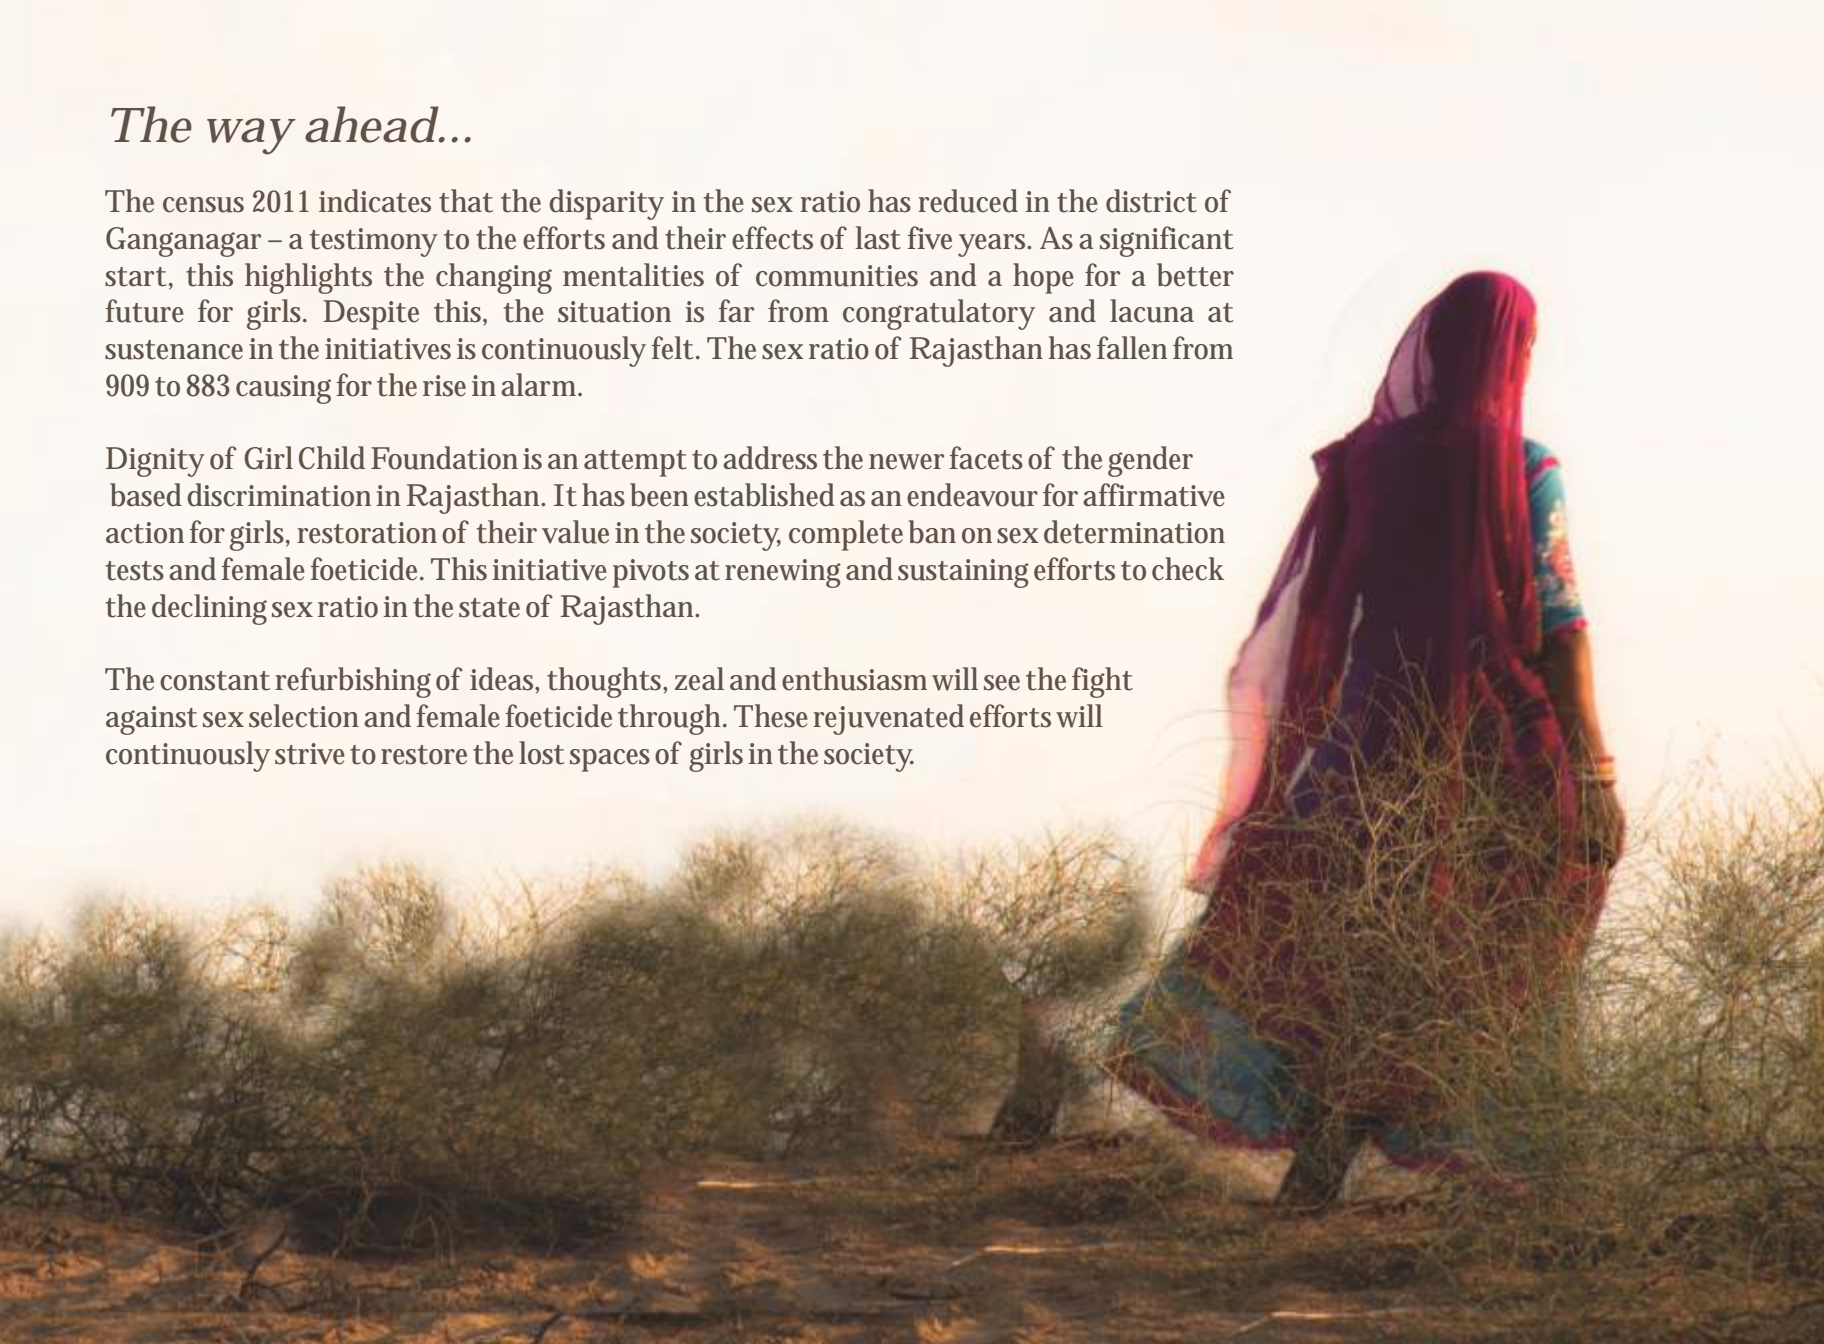 The way ahead...
The census 2011 indicates that the disparity in the sex ratio has reduced in the district of
Ganganagar – a testimony to the efforts and their effects of last five years. As a significant
start, this highlights the changing mentalities of communities and a hope for a better
future for girls. Despite this, the situation is far from congratulatory and lacuna at
sustenance in the initiatives is continuously felt. The sex ratio of Rajasthan has fallen from
909 to 883 causing for the rise in alarm.
Dignity of Girl Child Foundation is an attempt to address the newer facets of the gender
based discrimination in Rajasthan. It has been established as an endeavour for affirmative
action for girls, restoration of their value in the society, complete ban on sex determination
tests and female foeticide. This initiative pivots at renewing and sustaining efforts to check
the declining sex ratio in the state of Rajasthan.
The constant refurbishing of ideas, thoughts, zeal and enthusiasm will see the fight
against sex selection and female foeticide through. These rejuvenated efforts will
continuously strive to restore the lost spaces of girls in the society.